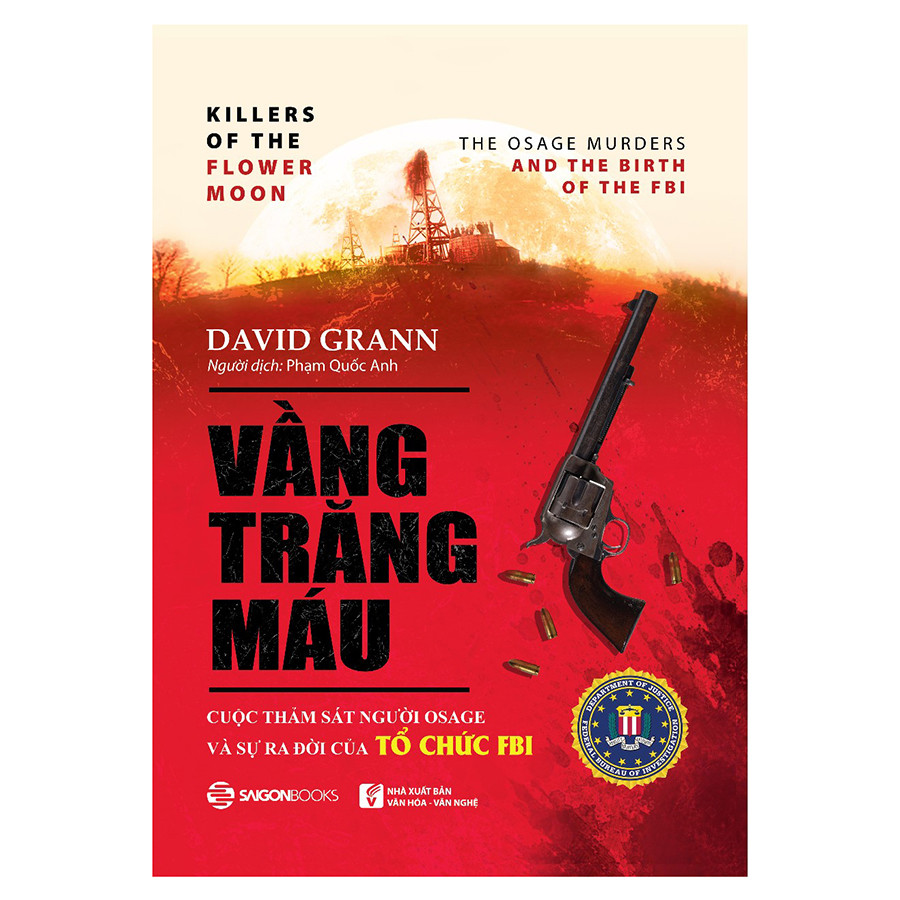 KILLERS
OF THE
FLOWER
MOON
THE OSAGE MURDERS
AND THE BIRTH
OF THE FBI
DAVID GRANN
Người dịch: Phạm Quốc Anh
VẦNG
TRĂNG
MÁU
CUỘC THẢM SÁT NGƯỜI OSAGE
VÀ SỰ RA ĐỜI CỦA TỔ CHỨC FBI
DEPARTMENT OF JUSTICE
FEDERAL BUREAU OF INVESTIGATION
SAIGONBOOKS
NHÀ XUẤT BẢN
VĂN HÓA - VĂN NGHỆ